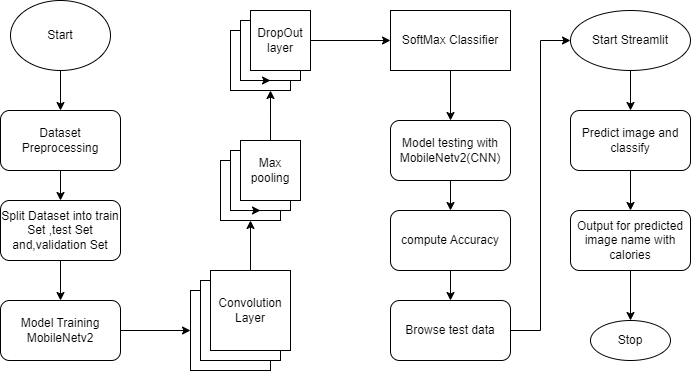 Start
Dataset
Preprocessing
Split Dataset into train
Set ,test Set
and,validation Set
Model Training
MobileNetv2
Convolution
Layer
Max
pooling
DropOut
layer
SoftMax Classifier
Model testing with
MobileNetv2(CNN)
compute Accuracy
Browse test data
Start Streamlit
Predict image and
classify
Output for predicted
image name with
calories
Stop